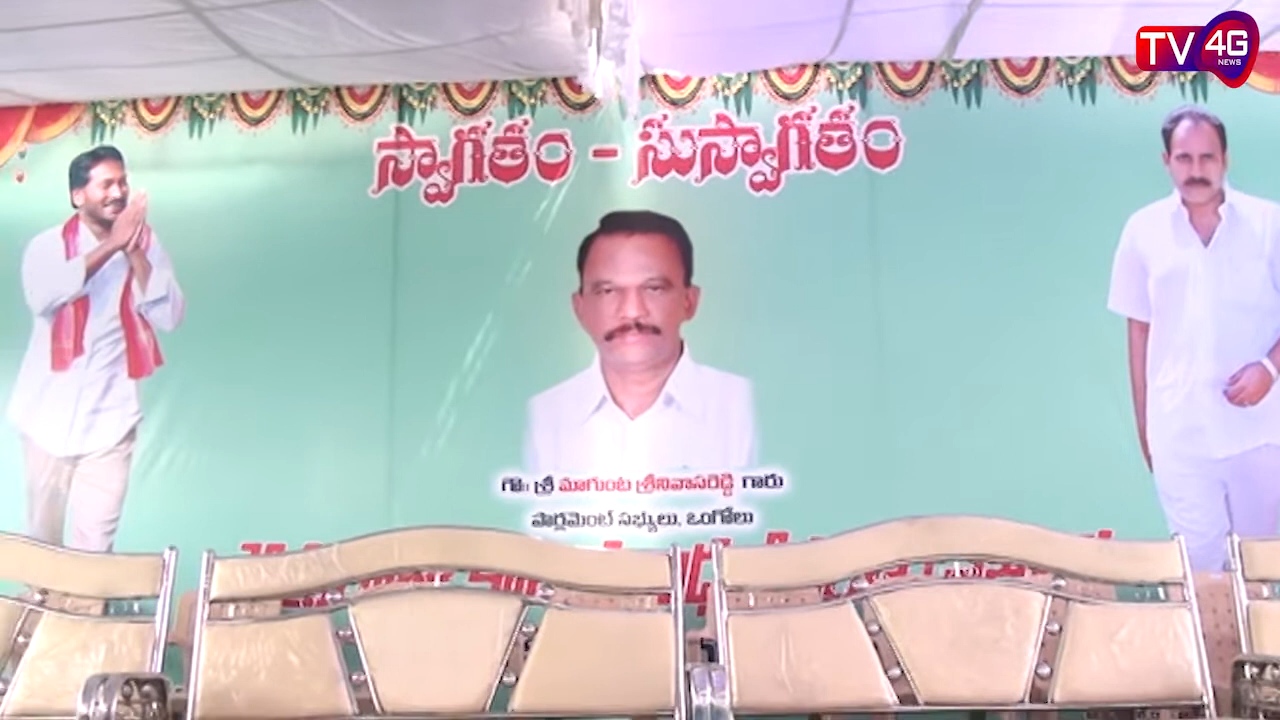 TV 4G
NEWS
స్వాగతం - సుస్వాగతం
గౌ॥ శ్రీ మాగుంట శ్రీనివాసరెడ్డి గారు
పార్లమెంట్ సభ్యులు, ఒంగోలు